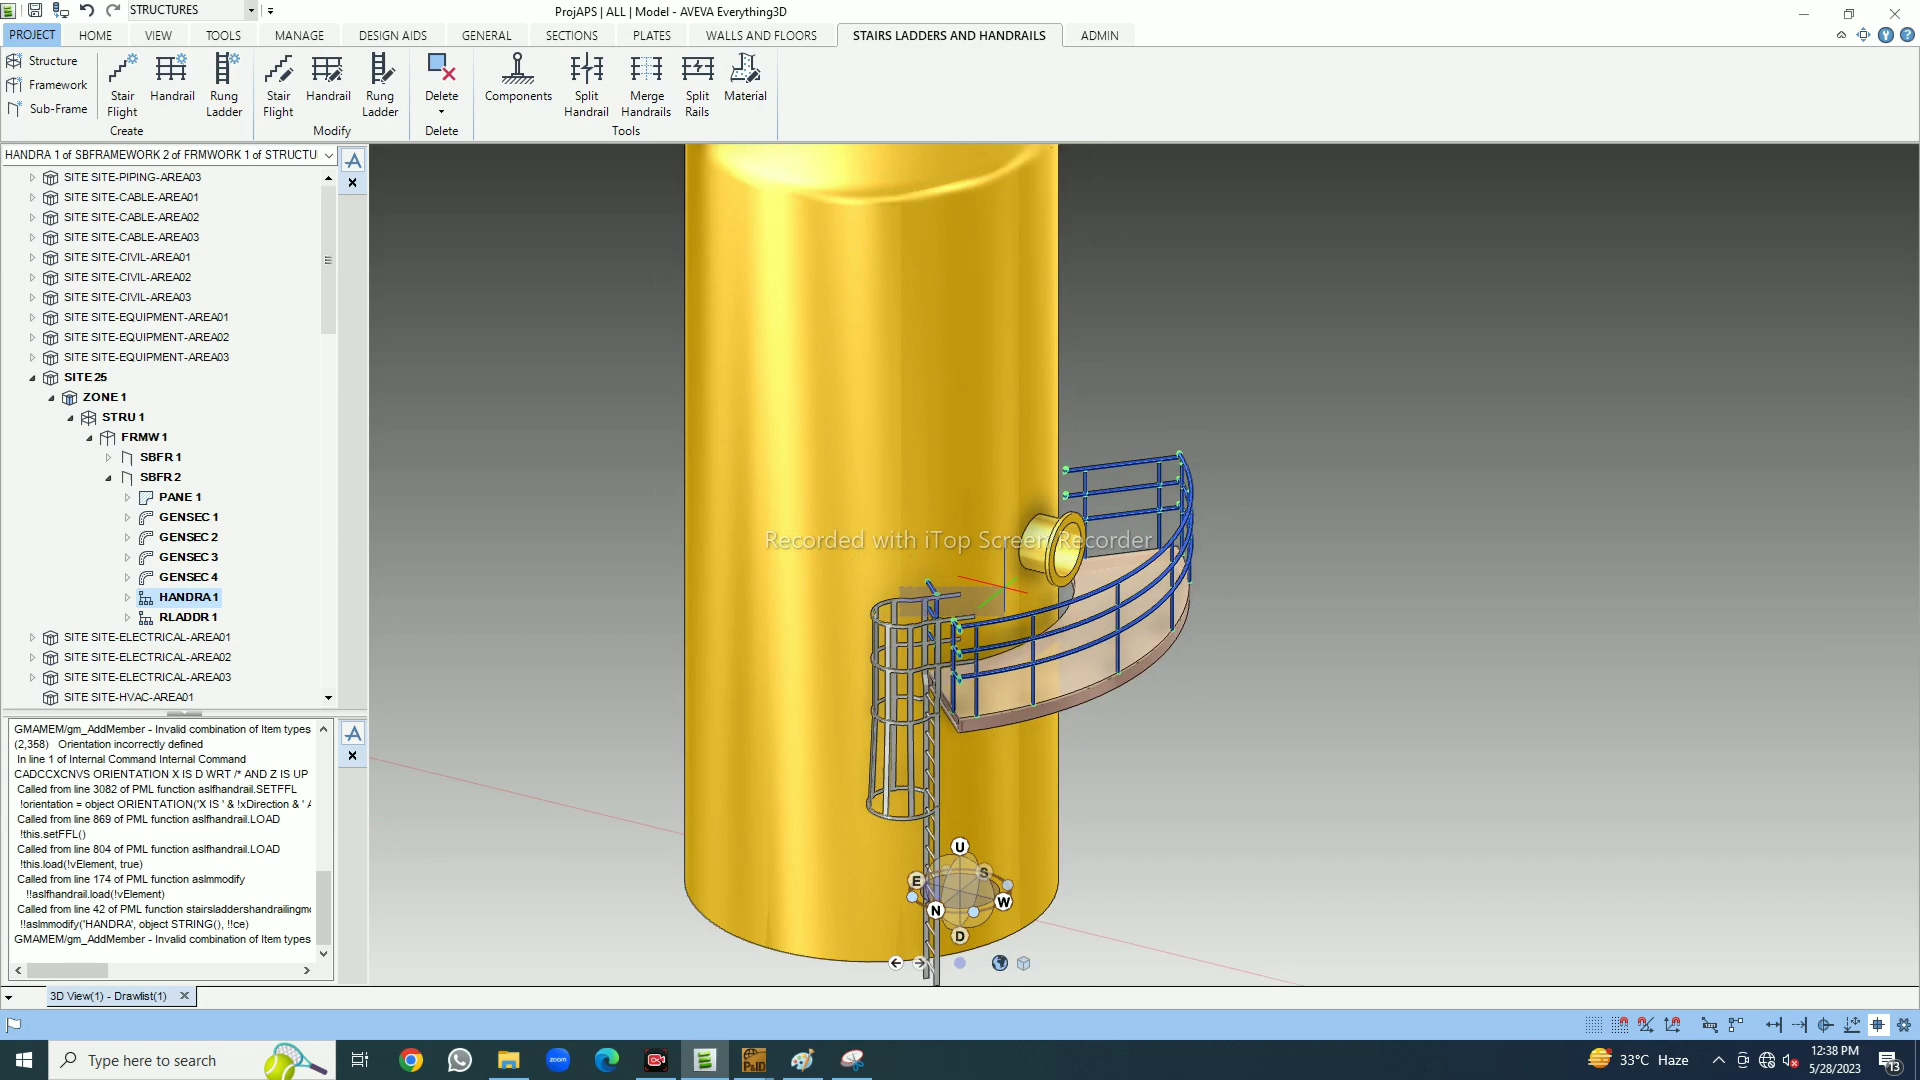 STRUCTURES
ProjAPS | ALL | Model - AVEVA Everything3D
PROJECT HOME VIEW TOOLS MANAGE DESIGN AIDS GENERAL SECTIONS PLATES WALLS AND FLOORS STAIRS LADDERS AND HANDRAILS ADMIN
Structure
Framework
Sub-Frame
Stair Flight
Handrail
Rung Ladder
Create
Stair Flight
Handrail
Rung Ladder
Modify
Delete
Delete
Components
Split Handrail
Merge Handrails
Split Rails
Material
Tools
HANDRA 1 of SBFRAMEWORK 2 of FRMWORK 1 of STRUCTU
SITE SITE-PIPING-AREA03
SITE SITE-CABLE-AREA01
SITE SITE-CABLE-AREA02
SITE SITE-CABLE-AREA03
SITE SITE-CIVIL-AREA01
SITE SITE-CIVIL-AREA02
SITE SITE-CIVIL-AREA03
SITE SITE-EQUIPMENT-AREA01
SITE SITE-EQUIPMENT-AREA02
SITE SITE-EQUIPMENT-AREA03
SITE 25
ZONE 1
STRU 1
FRMW 1
SBFR 1
SBFR 2
PANE 1
GENSEC 1
GENSEC 2
GENSEC 3
GENSEC 4
HANDRA 1
RLADDR 1
SITE SITE-ELECTRICAL-AREA01
SITE SITE-ELECTRICAL-AREA02
SITE SITE-ELECTRICAL-AREA03
SITE SITE-HVAC-AREA01
GMAMEM/gm_AddMember - Invalid combination of Item types
(2,358) Orientation incorrectly defined
In line 1 of Internal Command Internal Command
CADCCXCNVS ORIENTATION X IS D WRT /* AND Z IS UP
Called from line 3082 of PML function aslfhandrail.SETFFL
!orientation = object ORIENTATION('X IS ' & !xDirection & '
Called from line 869 of PML function aslfhandrail.LOAD
!this.setFFL()
Called from line 804 of PML function aslfhandrail.LOAD
!this.load(!vElement, true)
Called from line 174 of PML function aslmmodify
!!aslfhandrail.load(!vElement)
Called from line 42 of PML function stairsladdershandrailingm
!!aslmmodify('HANDRA', object STRING(), !!ce)
GMAMEM/gm_AddMember - Invalid combination of Item types
Recorded with iTop Screen Recorder
U
E S
N W
D
3D View(1) - Drawlist(1)
Type here to search
zoom
P&ID
33°C Haze
12:38 PM
5/28/2023
13